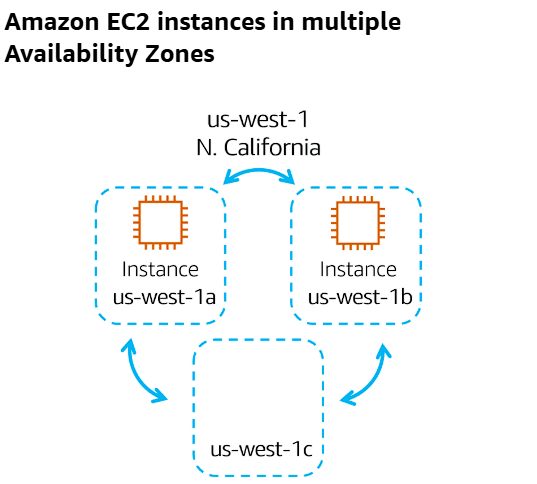 Amazon EC2 instances in multiple
Availability Zones
us-west-1
N. California
Instance
us-west-1a
Instance
us-west-1b
us-west-1c